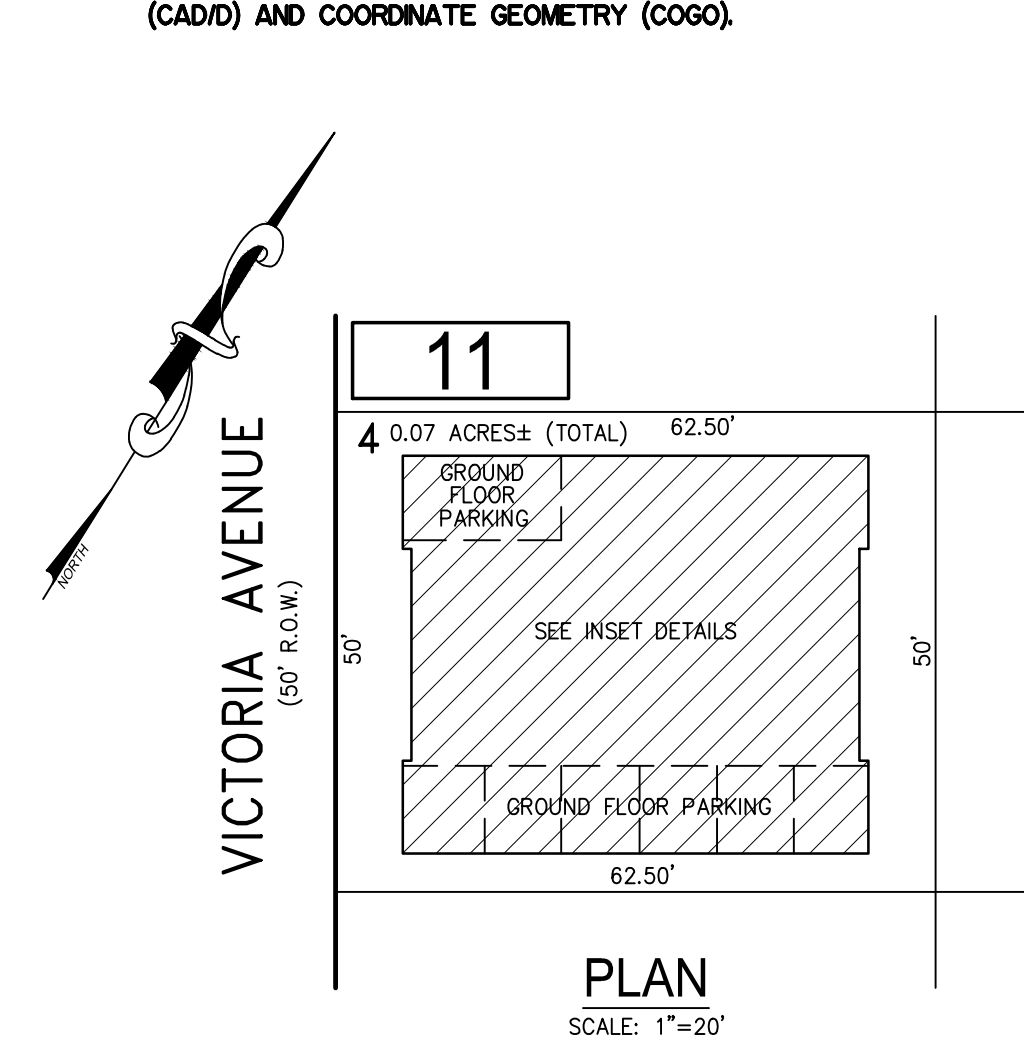 (CAD/D) AND COORDINATE GEOMETRY (COGO).
NORTH
VICTORIA AVENUE
(50' R.O.W.)
11
4
0.07 ACRES± (TOTAL)
62.50'
GROUND
FLOOR
PARKING
SEE INSET DETAILS
50'
50'
GROUND FLOOR PARKING
62.50'
PLAN
SCALE: 1"=20'